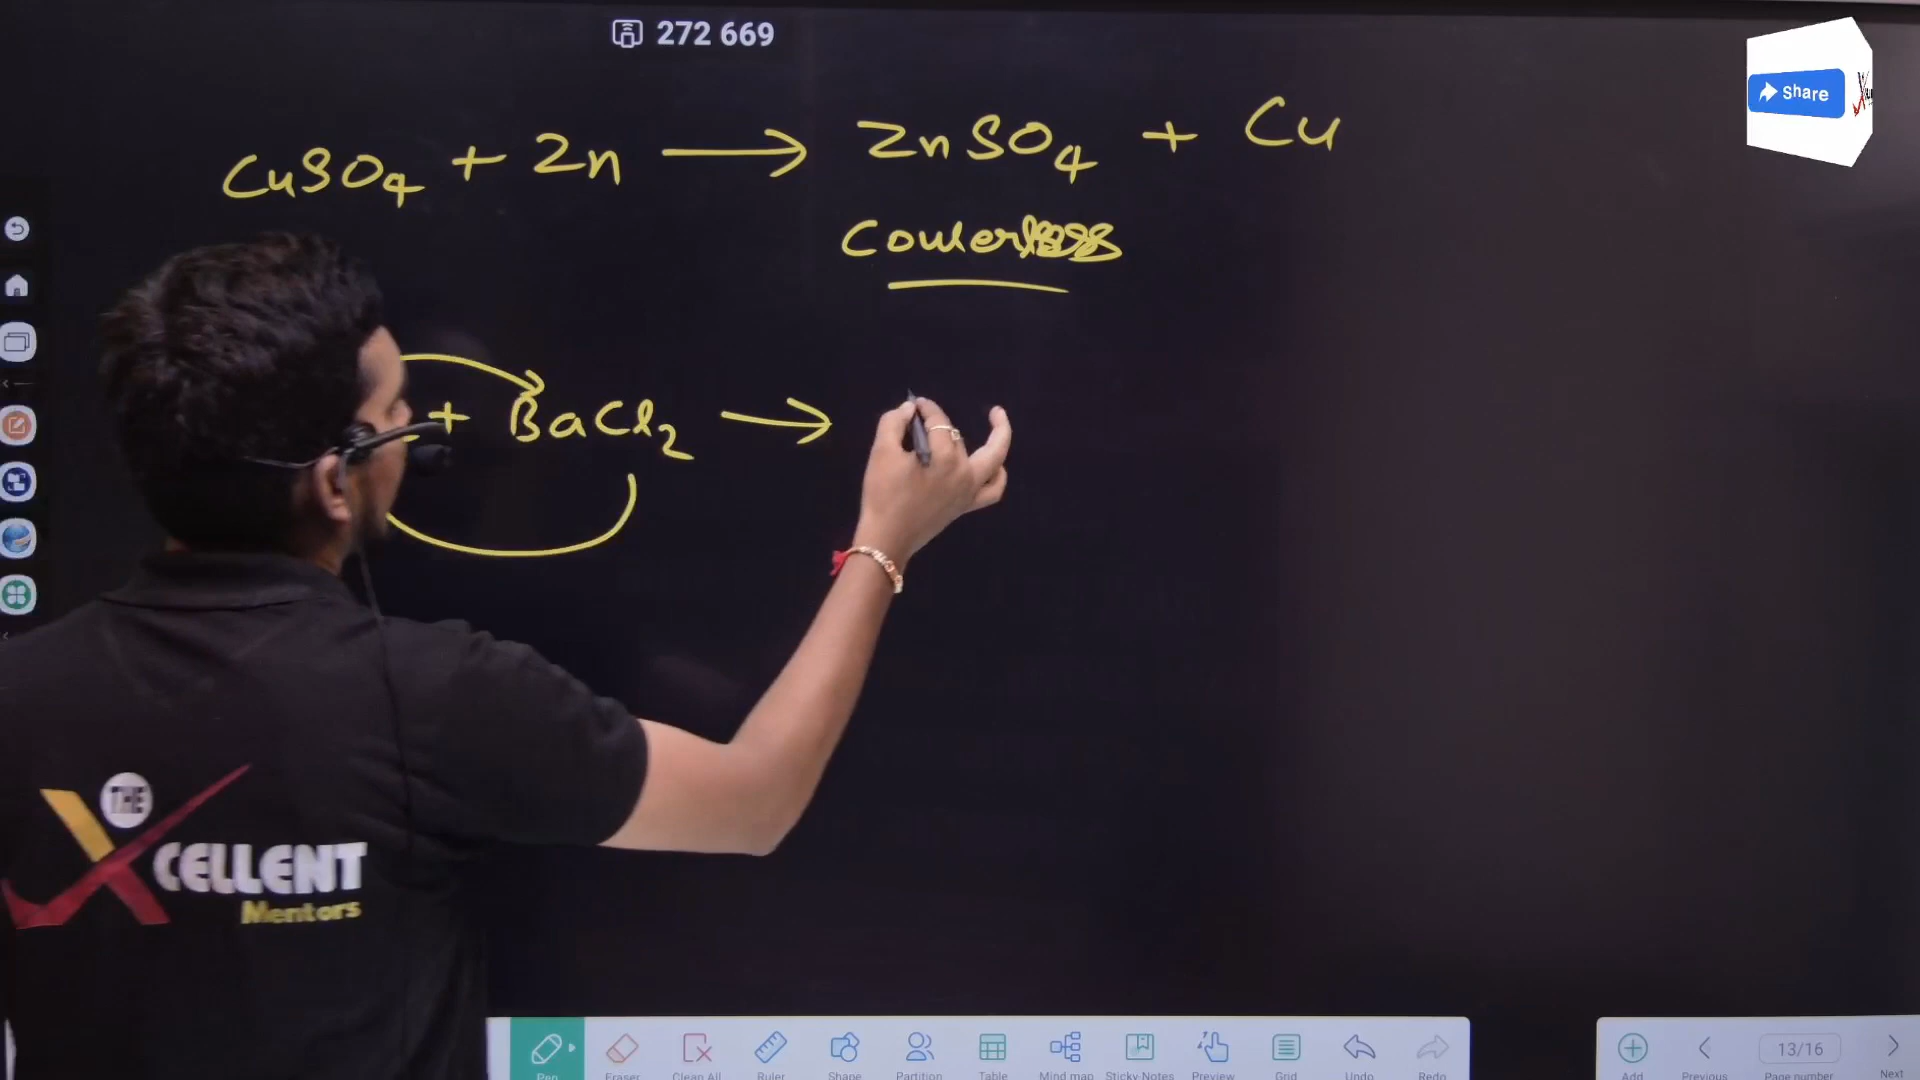 272 669
Share
CuSO4 + Zn → ZnSO4 + Cu
Coulerless
+ BaCl2 →
THE
XCELLENT
Mentors
Pen Eraser Clean All Ruler Shape Partition Table Mind map Sticky Notes Preview Grid Undo Redo
13/16
Add Previous Page number Next